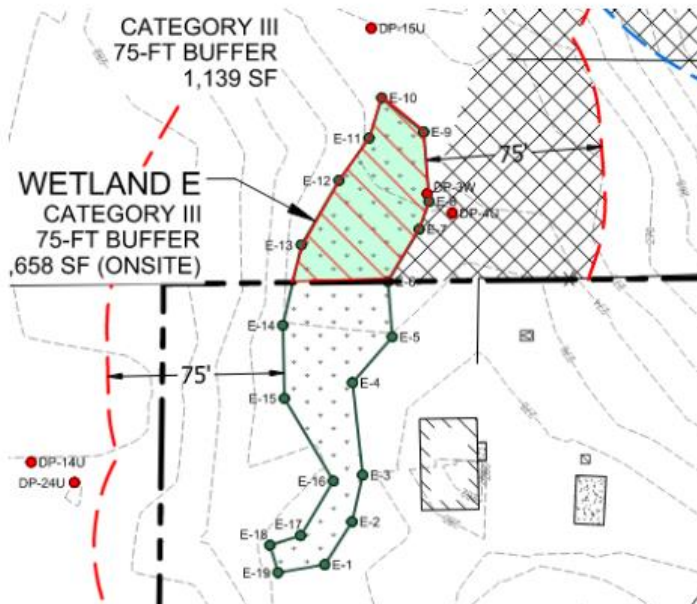 CATEGORY III
75-FT BUFFER
1,139 SF
DP-15U
E-10
E-9
E-11
75'
E-12
WETLAND E
CATEGORY III
75-FT BUFFER
,658 SF (ONSITE)
DP-3W
E-8
DP-4U
E-7
E-13
E-14
E-5
75'
E-4
E-15
DP-14U
DP-24U
E-3
E-16
E-2
E-17
E-18
E-1
E-19